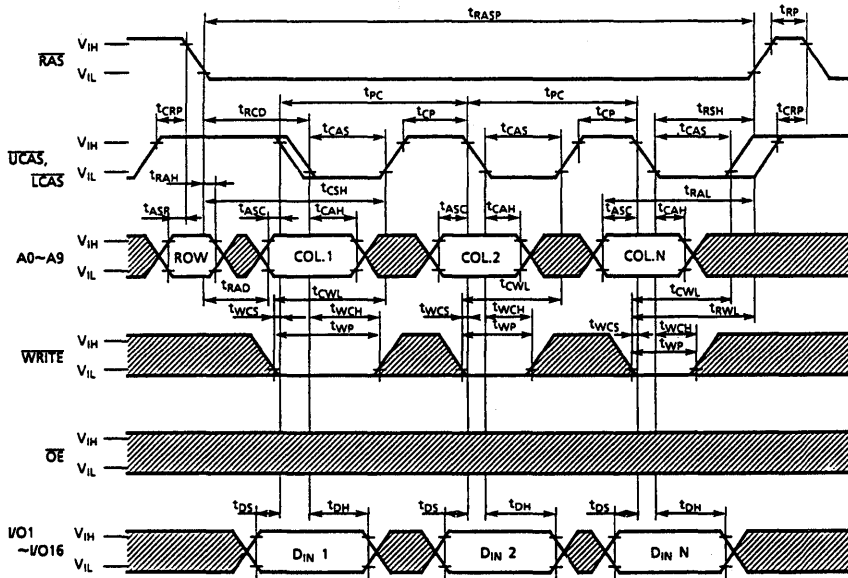 tRASP tRP
RAS VIH
VIL
tCRP tRCD tPC tCP tPC tCP tRSH tCRP
tCAS tCAS tCAS
UCAS, VIH
LCAS VIL
tRAH tCSH tRAL
tASR tASC tCAH tASC tCAH tASC tCAH
A0~A9 VIH
VIL
ROW COL.1 COL.2 COL.N
tRAD tCWL tCWL tCWL
tWCS tWCH tWCS tWCH tRWL
tWP tWP tWCS tWCH
tWP
WRITE VIH
VIL
OE VIH
VIL
tDS tDH tDS tDH tDS tDH
I/O1 VIH
~I/O16 VIL
DIN 1 DIN 2 DIN N